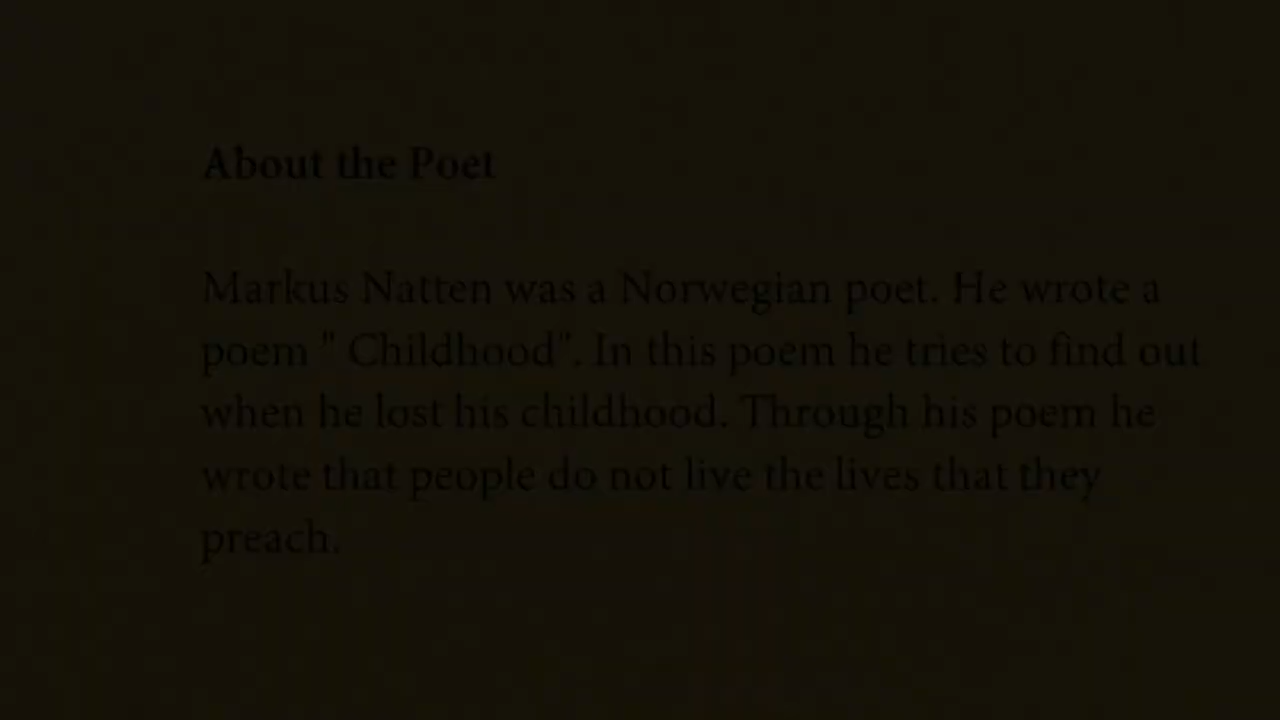 About the Poet
Markus Natten was a Norwegian poet. He wrote a
poem " Childhood". In this poem he tries to find out
when he lost his childhood. Through his poem he
wrote that people do not live the lives that they
preach.